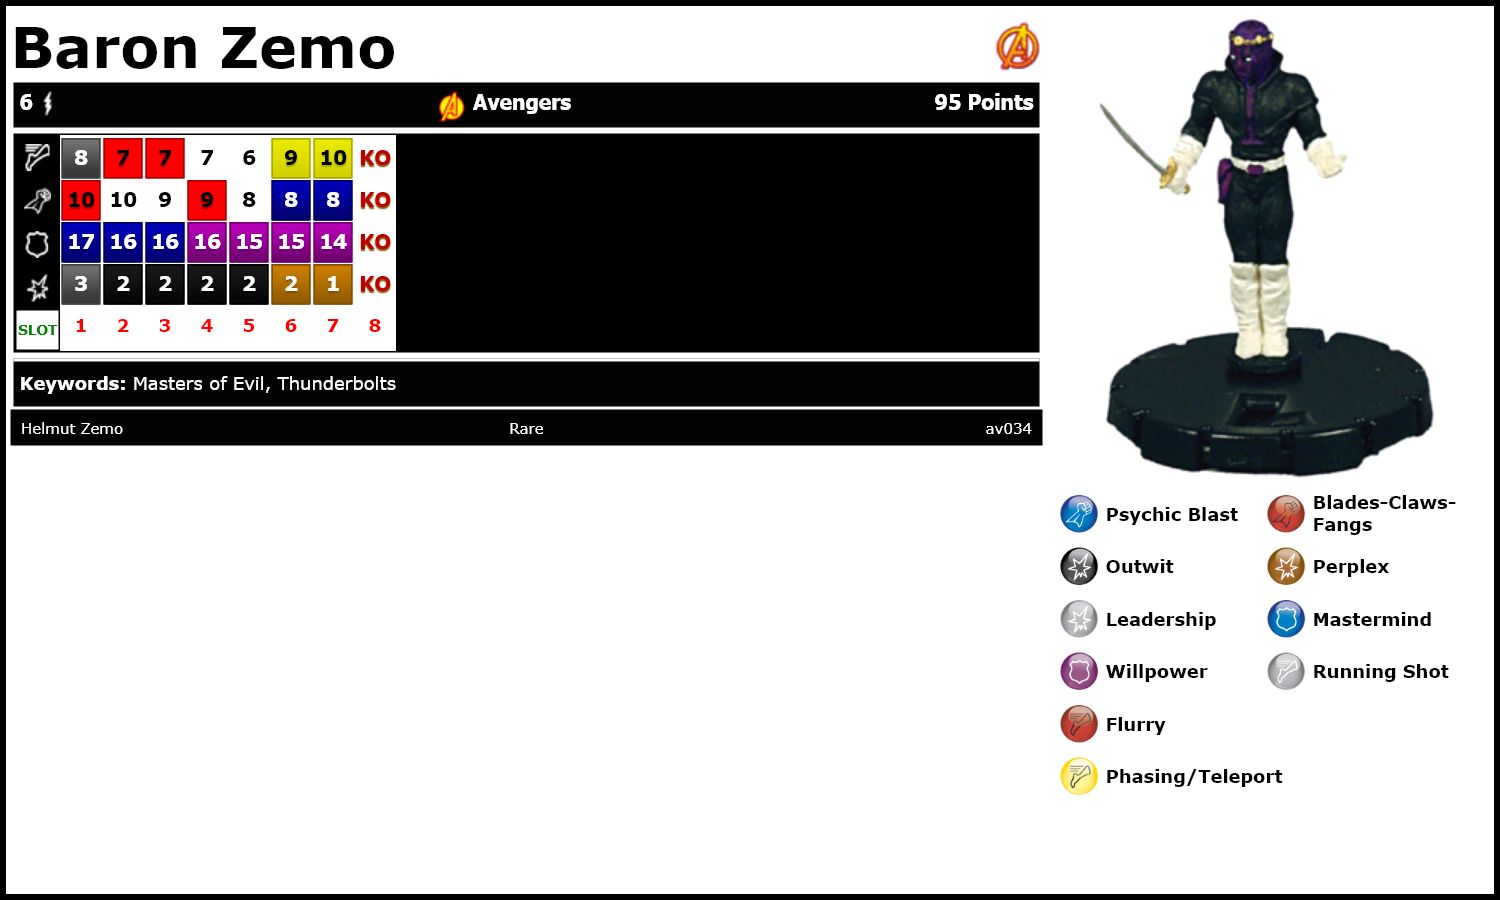 Baron Zemo
6 Avengers 95 Points
8 7 7 7 6 9 10 KO
10 10 9 9 8 8 8 KO
17 16 16 16 15 15 14 KO
3 2 2 2 2 2 1 KO
SLOT 1 2 3 4 5 6 7 8
Keywords: Masters of Evil, Thunderbolts
Helmut Zemo Rare av034
Psychic Blast
Blades-Claws-
Fangs
Outwit
Perplex
Leadership
Mastermind
Willpower
Running Shot
Flurry
Phasing/Teleport